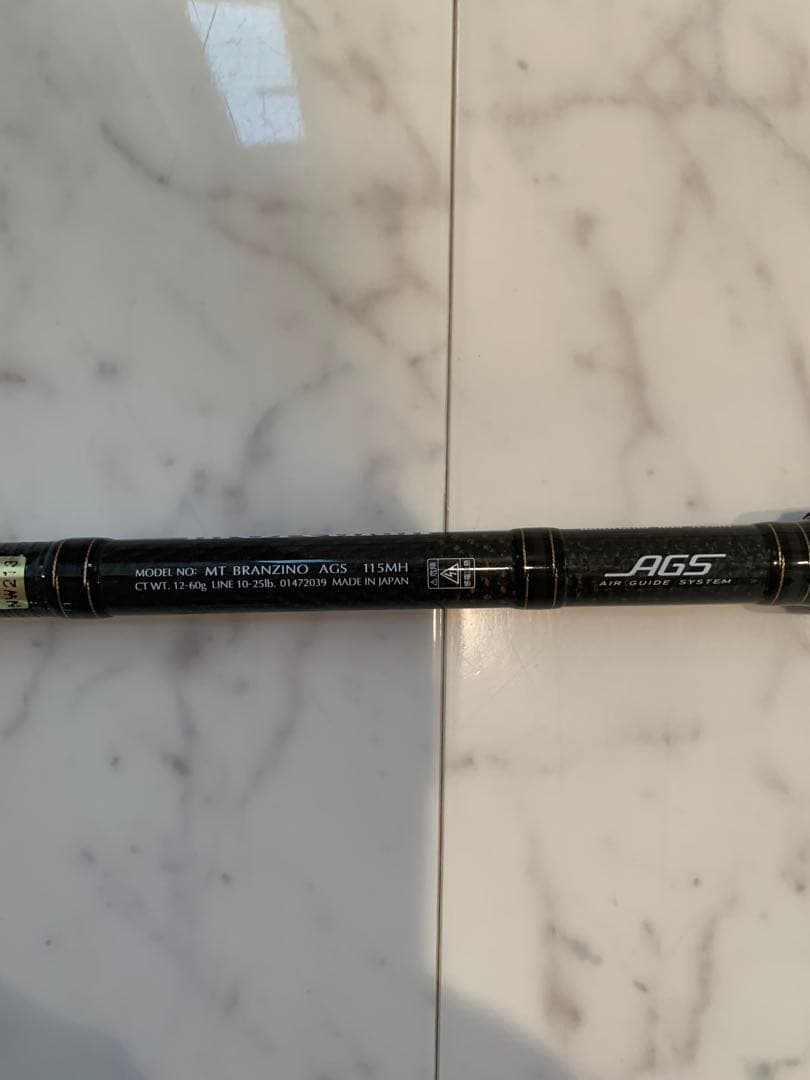 MODEL NO: MT BRANZINO AGS 115MH
CT WT. 12-60g LINE 10-25lb. 01472039 MADE IN JAPAN
AGS
AIR GUIDE SYSTEM
NW213